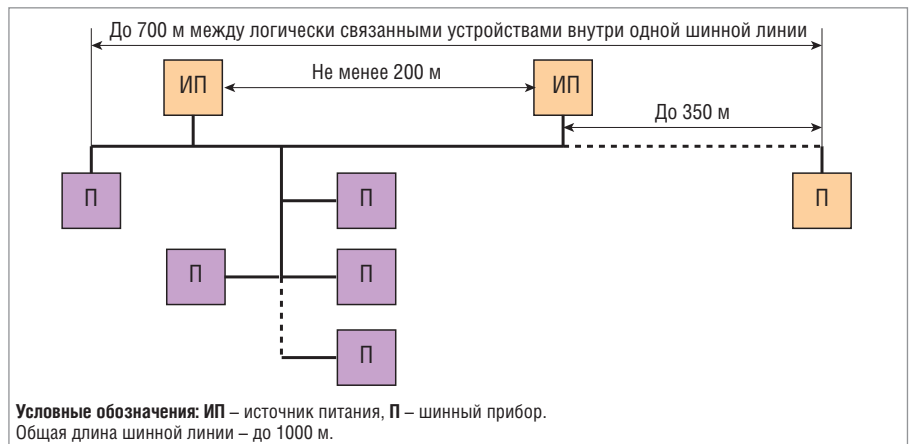 До 700 м между логически связанными устройствами внутри одной шинной линии
ИП
Не менее 200 м
ИП
До 350 м
П
П
П
П
П
П
Условные обозначения: ИП – источник питания, П – шинный прибор.
Общая длина шинной линии – до 1000 м.